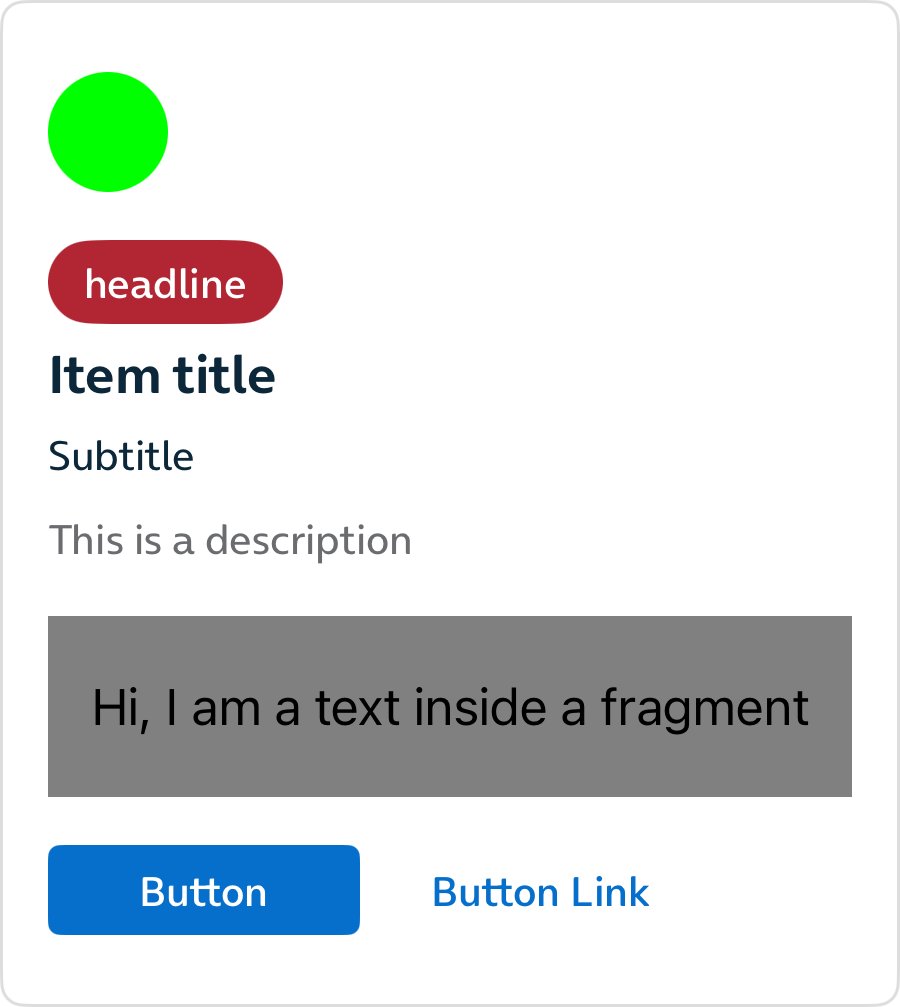 headline
Item title
Subtitle
This is a description
Hi, I am a text inside a fragment
Button
Button Link